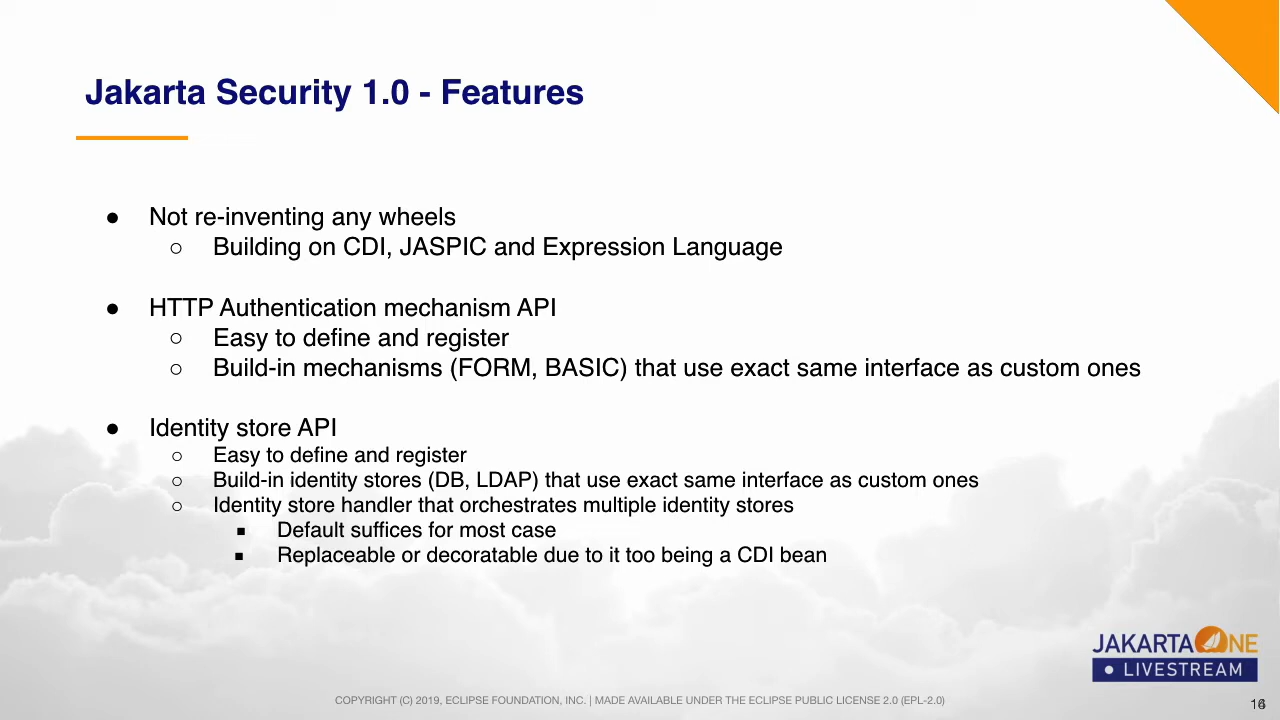 Jakarta Security 1.0 - Features
● Not re-inventing any wheels
○ Building on CDI, JASPIC and Expression Language
● HTTP Authentication mechanism API
○ Easy to define and register
○ Build-in mechanisms (FORM, BASIC) that use exact same interface as custom ones
● Identity store API
○ Easy to define and register
○ Build-in identity stores (DB, LDAP) that use exact same interface as custom ones
○ Identity store handler that orchestrates multiple identity stores
■ Default suffices for most case
■ Replaceable or decoratable due to it too being a CDI bean
JAKARTAONE
LIVESTREAM
COPYRIGHT (C) 2019, ECLIPSE FOUNDATION, INC. | MADE AVAILABLE UNDER THE ECLIPSE PUBLIC LICENSE 2.0 (EPL-2.0)